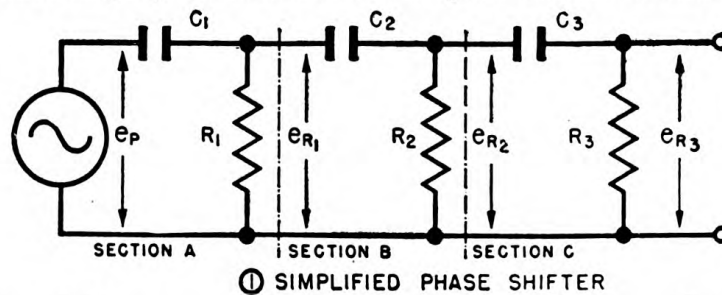 C1 C2 C3
eP R1 eR1 R2 eR2 R3 eR3
SECTION A SECTION B SECTION C
① SIMPLIFIED PHASE SHIFTER